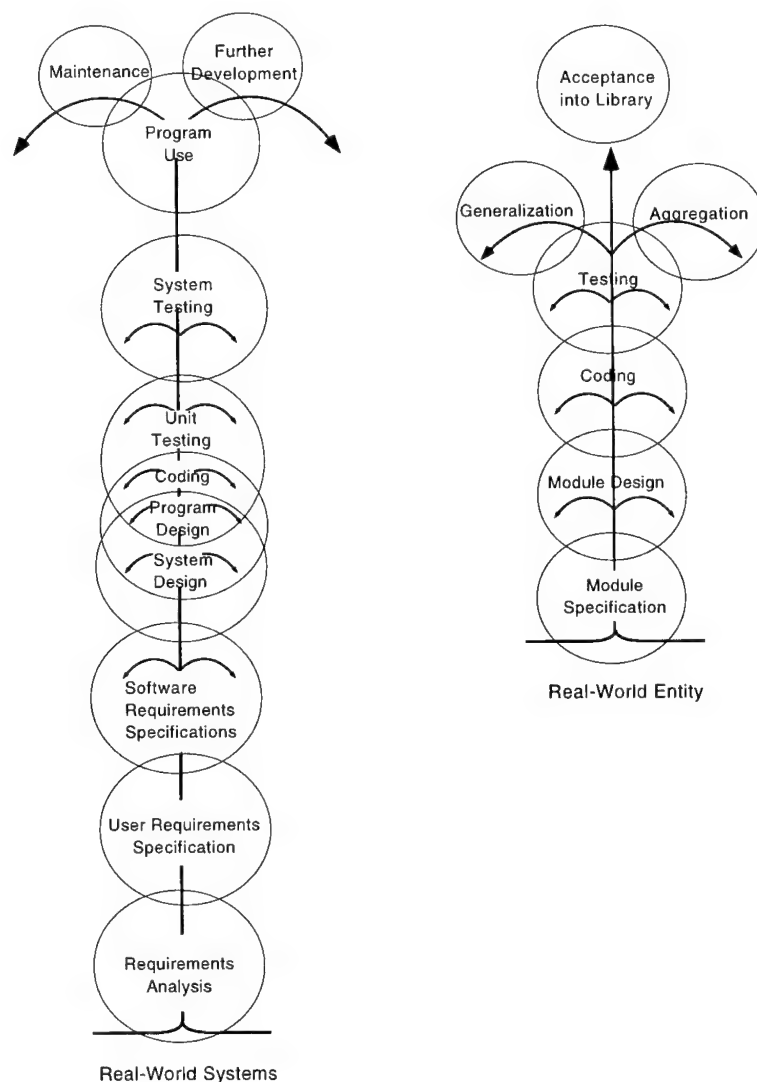 Maintenance
Further
Development
Program
Use
System
Testing
Unit
Testing
Coding
Program
Design
System
Design
Software
Requirements
Specifications
User Requirements
Specification
Requirements
Analysis
Real-World Systems
Acceptance
into Library
Generalization
Aggregation
Testing
Coding
Module Design
Module
Specification
Real-World Entity